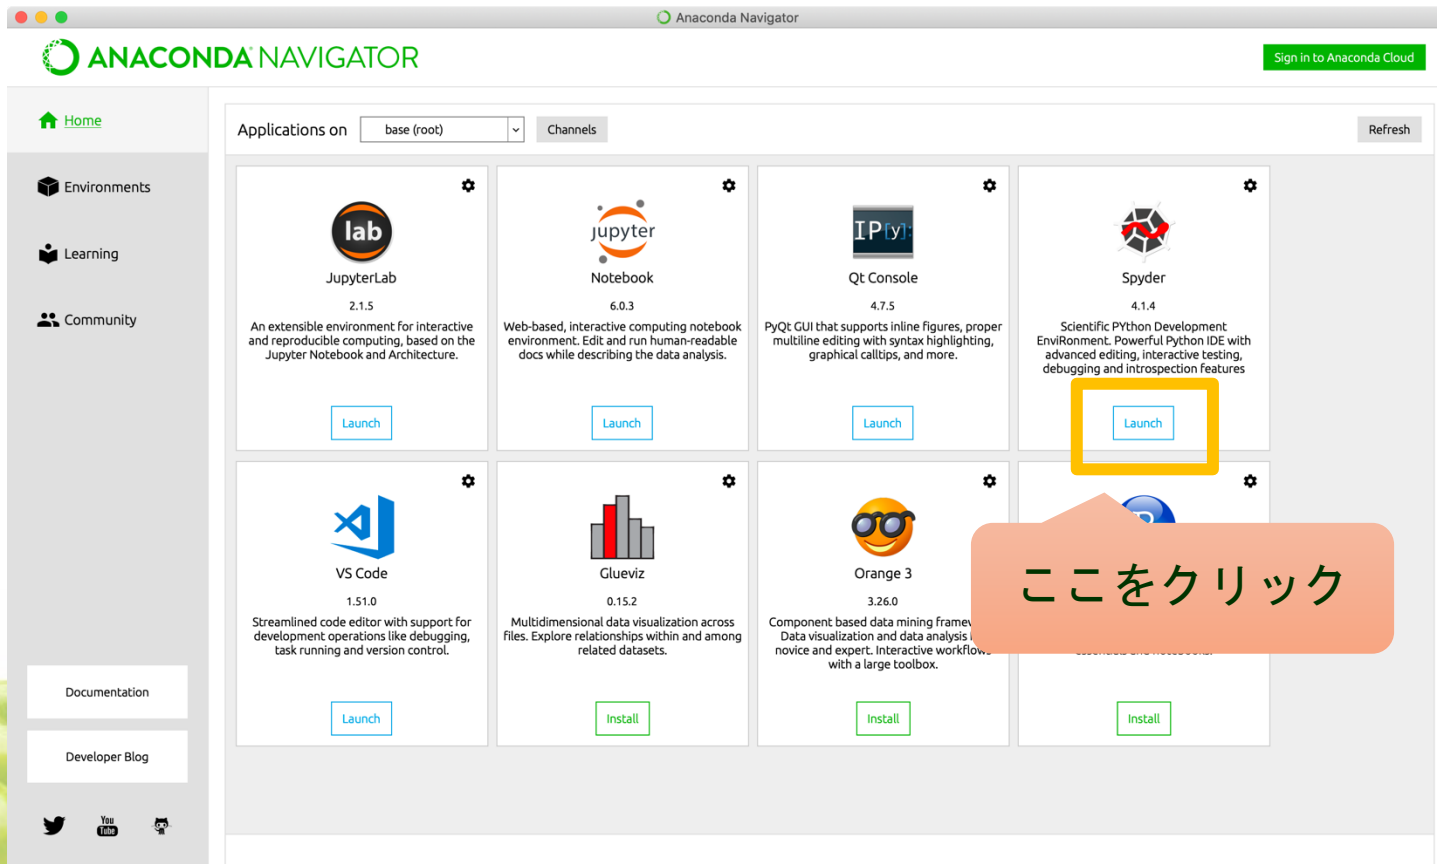 Anaconda Navigator
ANACONDA NAVIGATOR
Sign in to Anaconda Cloud
Home
Environments
Learning
Community
Documentation
Developer Blog
You
Tube
Applications on
base (root)
Channels
Refresh
lab
JupyterLab
2.1.5
An extensible environment for interactive
and reproducible computing, based on the
Jupyter Notebook and Architecture.
Launch
jupyter
Notebook
6.0.3
Web-based, interactive computing notebook
environment. Edit and run human-readable
docs while describing the data analysis.
Launch
IP[y]:
Qt Console
4.7.5
PyQt GUI that supports inline figures, proper
multiline editing with syntax highlighting,
graphical calltips, and more.
Launch
Spyder
4.1.4
Scientific PYthon Development
EnviRonment. Powerful Python IDE with
advanced editing, interactive testing,
debugging and introspection features
Launch
VS Code
1.51.0
Streamlined code editor with support for
development operations like debugging,
task running and version control.
Launch
Glueviz
0.15.2
Multidimensional data visualization across
files. Explore relationships within and among
related datasets.
Install
Orange 3
3.26.0
Component based data mining
Data visualization and data analysis
novice and expert. Interactive workflows
with a large toolbox.
Install
ここをクリック
Install